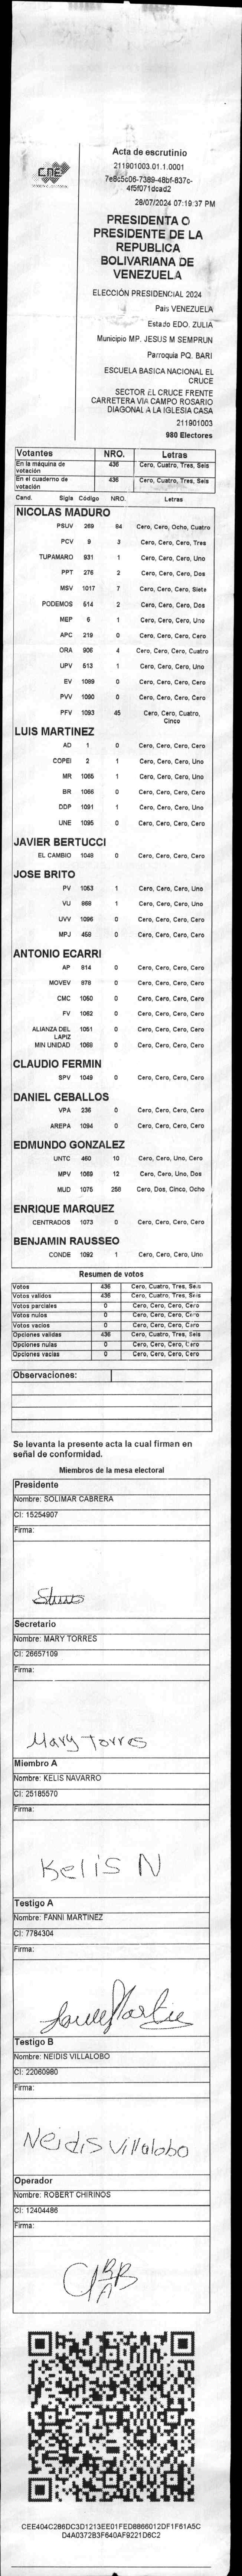 CNE
Acta de escrutinio
211901003.01.1.0001
7e8c5c06-7389-48bf-837c-
4f5f071dcad2
28/07/2024 07:19:37 PM
PRESIDENTA O
PRESIDENTE DE LA
REPUBLICA
BOLIVARIANA DE
VENEZUELA
ELECCIÓN PRESIDENCIAL 2024
País VENEZUELA
Estado EDO. ZULIA
Municipio MP. JESUS M SEMPRUN
Parroquia PQ. BARI
ESCUELA BASICA NACIONAL EL
CRUCE
SECTOR EL CRUCE FRENTE
CARRETERA VIA CAMPO ROSARIO
DIAGONAL A LA IGLESIA CASA
211901003
980 Electores
Votantes NRO. Letras
En la máquina de votación 436 Cero, Cuatro, Tres, Seis
En el cuaderno de votación 436 Cero, Cuatro, Tres, Seis
Cand. Sigla Código NRO. Letras
NICOLAS MADURO
PSUV 269 84 Cero, Cero, Ocho, Cuatro
PCV 9 3 Cero, Cero, Cero, Tres
TUPAMARO 931 1 Cero, Cero, Cero, Uno
PPT 276 2 Cero, Cero, Cero, Dos
MSV 1017 7 Cero, Cero, Cero, Siete
PODEMOS 514 2 Cero, Cero, Cero, Dos
MEP 6 1 Cero, Cero, Cero, Uno
APC 219 0 Cero, Cero, Cero, Cero
ORA 906 4 Cero, Cero, Cero, Cuatro
UPV 513 1 Cero, Cero, Cero, Uno
EV 1089 0 Cero, Cero, Cero, Cero
PVV 1090 0 Cero, Cero, Cero, Cero
PFV 1093 45 Cero, Cero, Cuatro,
Cinco
LUIS MARTINEZ
AD 1 0 Cero, Cero, Cero, Cero
COPEI 2 1 Cero, Cero, Cero, Uno
MR 1065 1 Cero, Cero, Cero, Uno
BR 1066 0 Cero, Cero, Cero, Cero
DDP 1091 1 Cero, Cero, Cero, Uno
UNE 1095 0 Cero, Cero, Cero, Cero
JAVIER BERTUCCI
EL CAMBIO 1048 0 Cero, Cero, Cero, Cero
JOSE BRITO
PV 1053 1 Cero, Cero, Cero, Uno
VU 868 1 Cero, Cero, Cero, Uno
UVV 1096 0 Cero, Cero, Cero, Cero
MPJ 458 0 Cero, Cero, Cero, Cero
ANTONIO ECARRI
AP 814 0 Cero, Cero, Cero, Cero
MOVEV 878 0 Cero, Cero, Cero, Cero
CMC 1050 0 Cero, Cero, Cero, Cero
FV 1062 0 Cero, Cero, Cero, Cero
ALIANZA DEL LAPIZ 1051 0 Cero, Cero, Cero, Cero
MIN UNIDAD 1068 0 Cero, Cero, Cero, Cero
CLAUDIO FERMIN
SPV 1049 0 Cero, Cero, Cero, Cero
DANIEL CEBALLOS
VPA 236 0 Cero, Cero, Cero, Cero
AREPA 1094 0 Cero, Cero, Cero, Cero
EDMUNDO GONZALEZ
UNTC 460 10 Cero, Cero, Uno, Cero
MPV 1069 12 Cero, Cero, Uno, Dos
MUD 1075 258 Cero, Dos, Cinco, Ocho
ENRIQUE MARQUEZ
CENTRADOS 1073 0 Cero, Cero, Cero, Cero
BENJAMIN RAUSSEO
CONDE 1092 1 Cero, Cero, Cero, Uno
Resumen de votos
Votos 436 Cero, Cuatro, Tres, Seis
Votos validos 436 Cero, Cuatro, Tres, Seis
Votos parciales 0 Cero, Cero, Cero, Cero
Votos nulos 0 Cero, Cero, Cero, Cero
Votos vacios 0 Cero, Cero, Cero, Cero
Opciones validas 436 Cero, Cuatro, Tres, Seis
Opciones nulas 0 Cero, Cero, Cero, Cero
Opciones vacias 0 Cero, Cero, Cero, Cero
Observaciones:
Se levanta la presente acta la cual firman en
señal de conformidad.
Miembros de la mesa electoral
Presidente
Nombre: SOLIMAR CABRERA
CI: 15254907
Firma:
Secretario
Nombre: MARY TORRES
CI: 26657109
Firma:
Mary Torres
Miembro A
Nombre: KELIS NAVARRO
CI: 25185570
Firma:
Kelis N
Testigo A
Nombre: FANNI MARTINEZ
CI: 7784304
Firma:
Testigo B
Nombre: NEIDIS VILLALOBO
CI: 22060980
Firma:
Neidis Villalobo
Operador
Nombre: ROBERT CHIRINOS
CI: 12404486
Firma:
CEE404C286DC3D1213EE01FED8866012DF1F61A5C
D4A0372B3F640AF9221D6C2